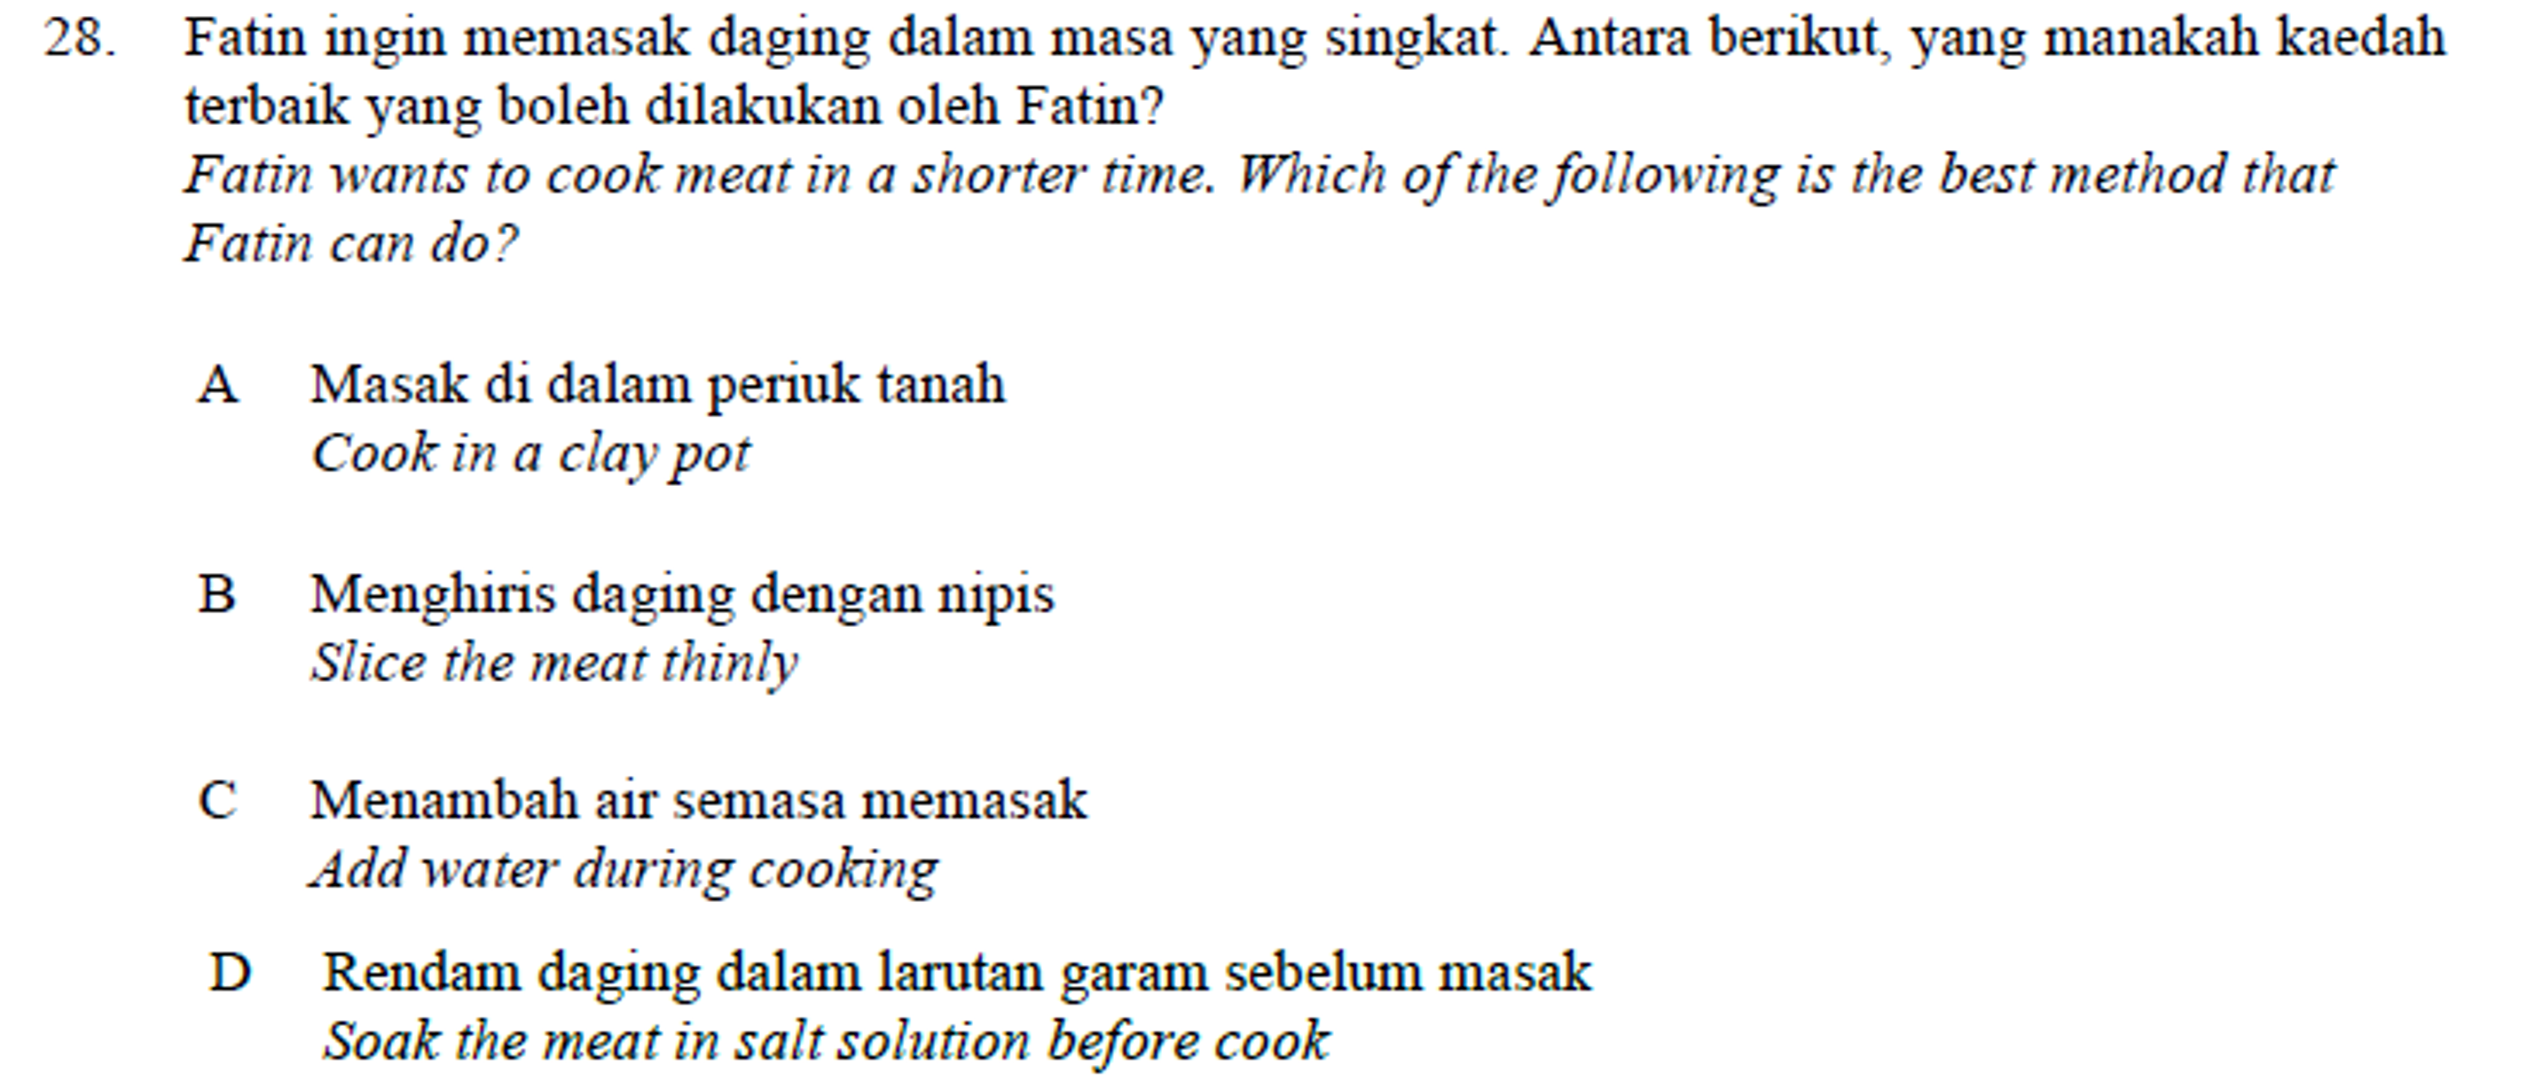 28. Fatin ingin memasak daging dalam masa yang singkat. Antara berikut, yang manakah kaedah
terbaik yang boleh dilakukan oleh Fatin?
Fatin wants to cook meat in a shorter time. Which of the following is the best method that
Fatin can do?
A Masak di dalam periuk tanah
Cook in a clay pot
B Menghiris daging dengan nipis
Slice the meat thinly
C Menambah air semasa memasak
Add water during cooking
D Rendam daging dalam larutan garam sebelum masak
Soak the meat in salt solution before cook